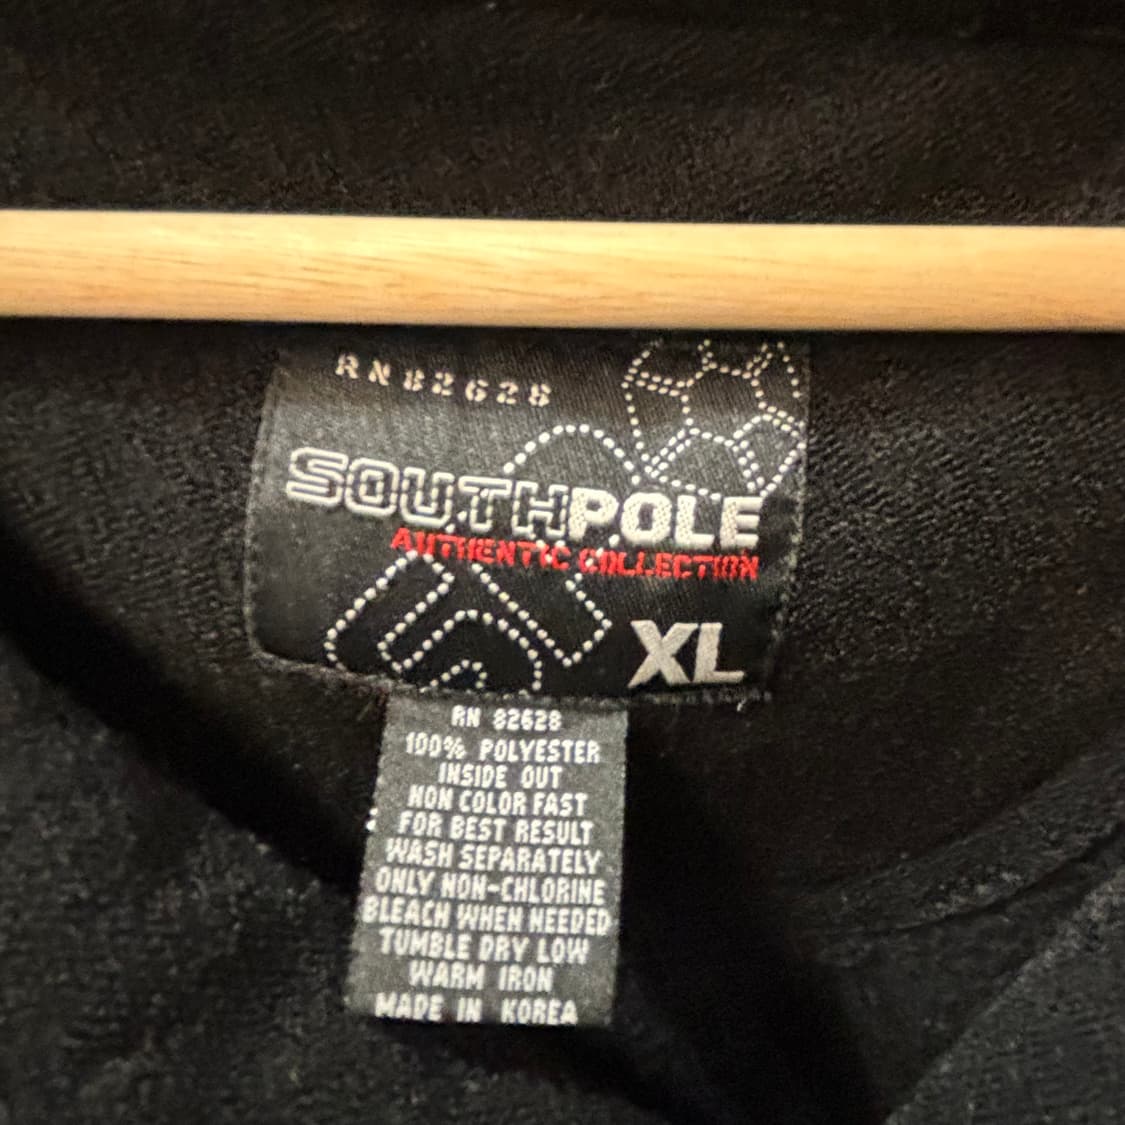 RN82628
SOUTHPOLE
AUTHENTIC COLLECTION
XL
RN 82628
100% POLYESTER
INSIDE OUT
NON COLOR FAST
FOR BEST RESULT
WASH SEPARATELY
ONLY NON-CHLORINE
BLEACH WHEN NEEDED
TUMBLE DRY LOW
WARM IRON
MADE IN KOREA